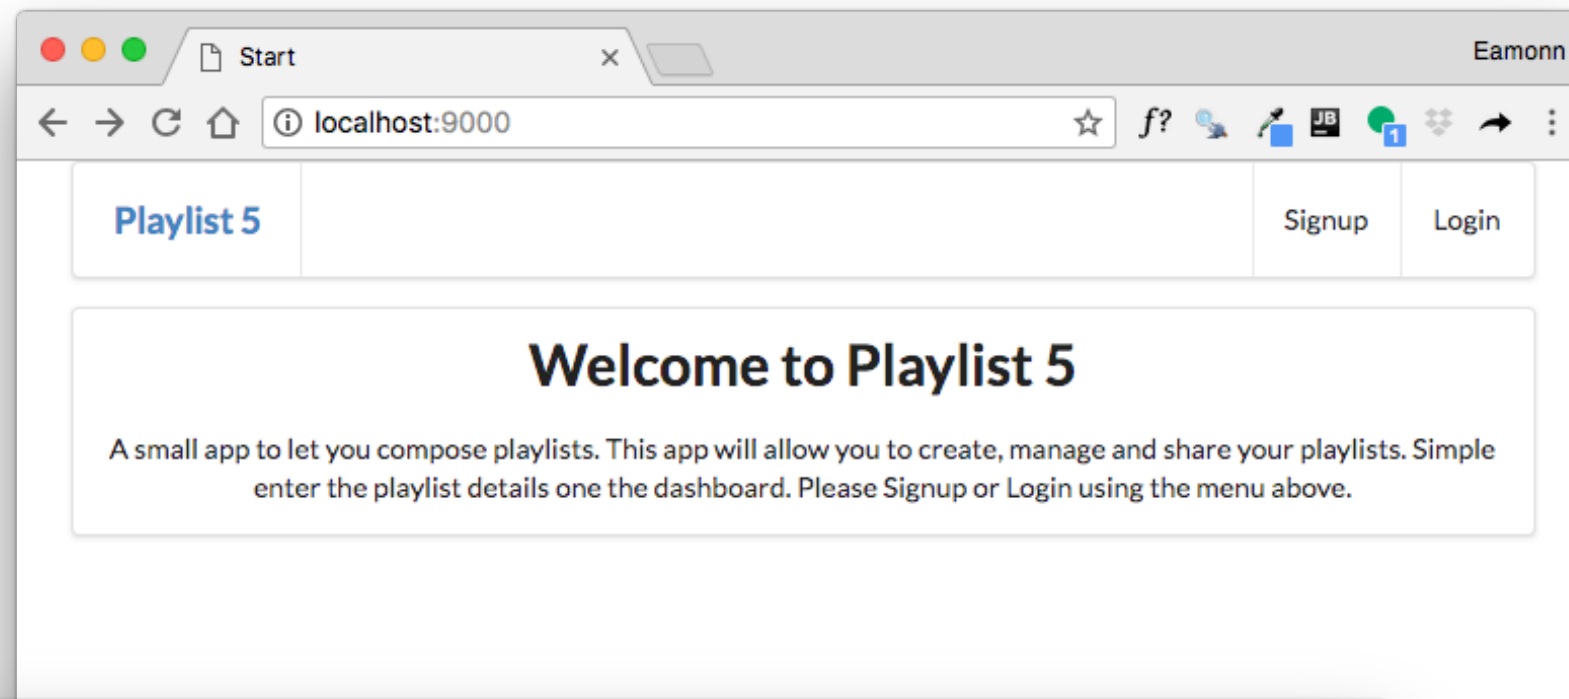 Start
Eamonn
localhost:9000
f?
JB
1
Playlist 5
Signup
Login
Welcome to Playlist 5
A small app to let you compose playlists. This app will allow you to create, manage and share your playlists. Simple
enter the playlist details one the dashboard. Please Signup or Login using the menu above.